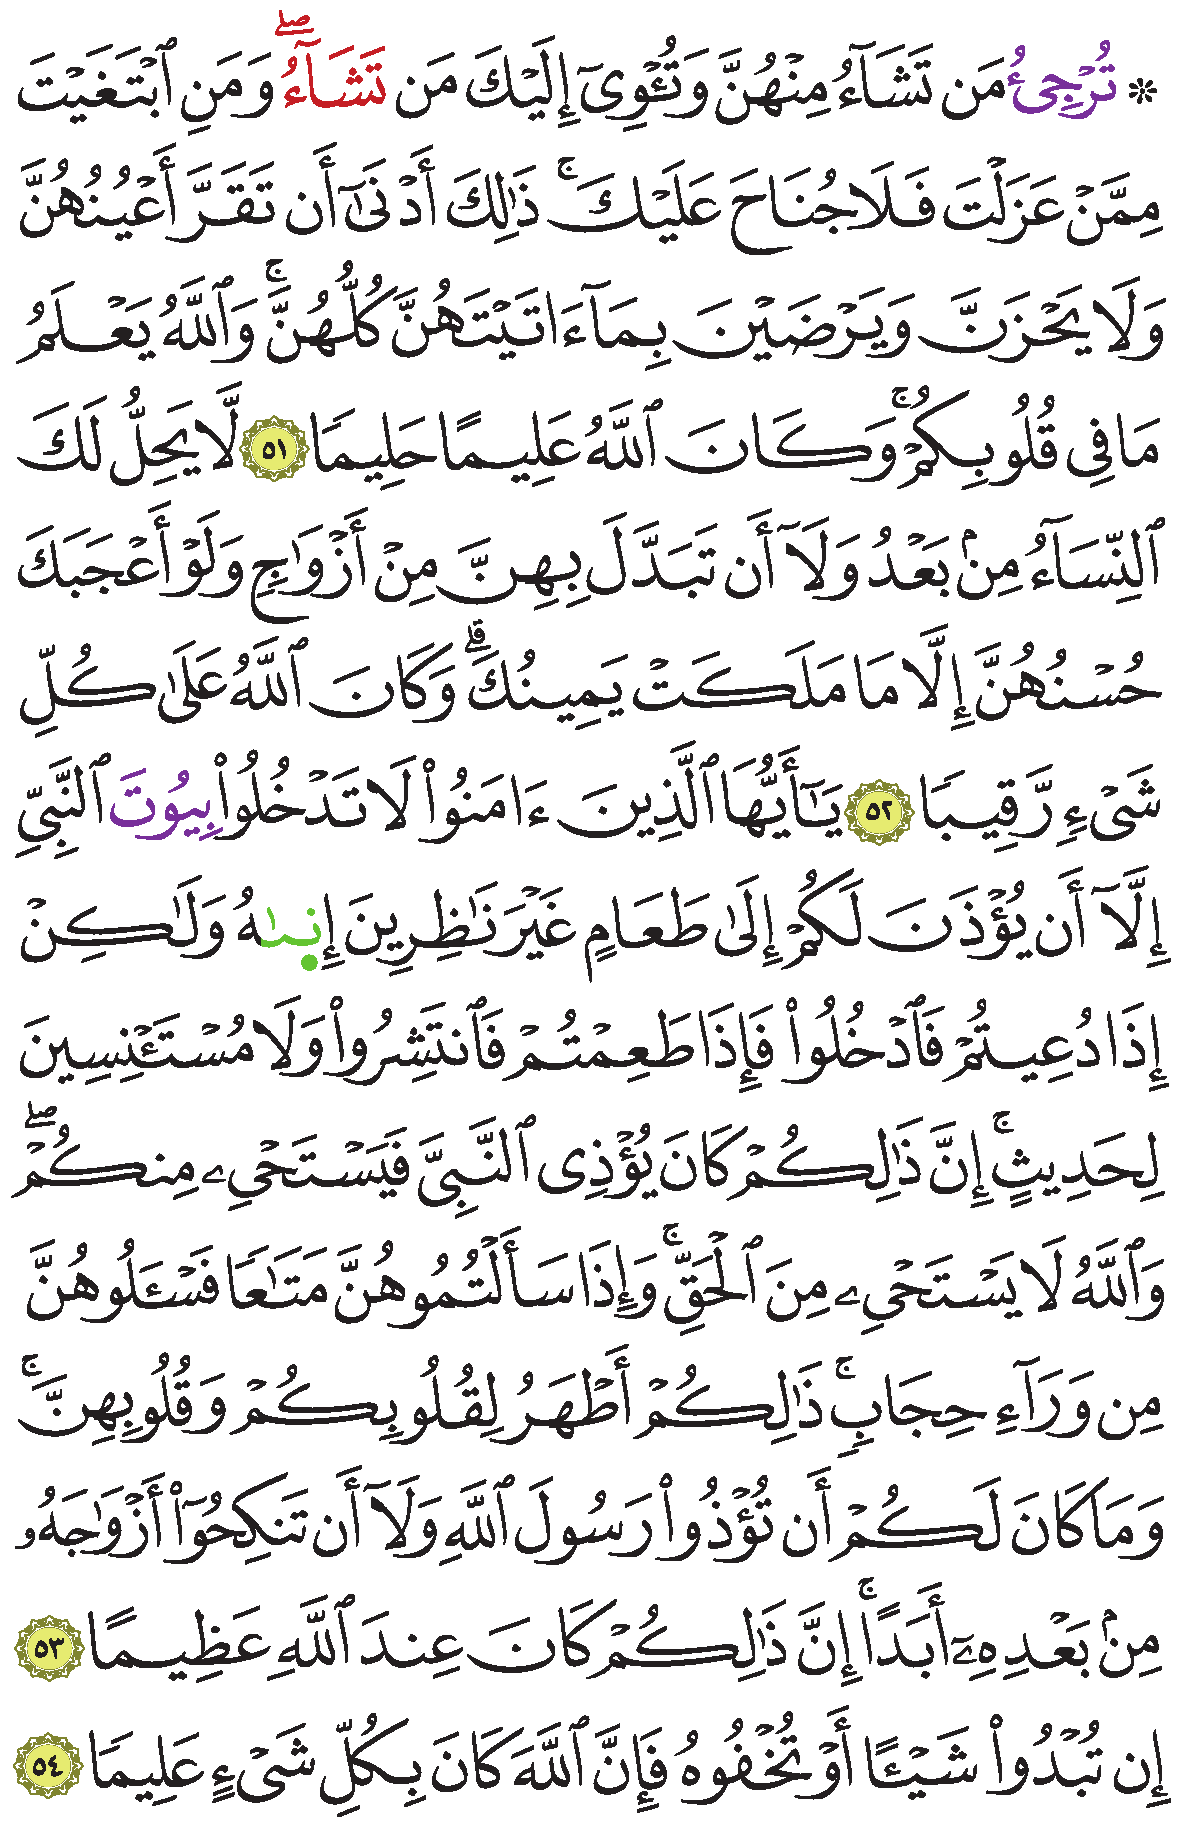 ۞ تُرْجِىُٔ مَن تَشَآءُ مِنْهُنَّ وَتُـْٔوِىٓ إِلَيْكَ مَن تَشَآءُۖ وَمَنِ ٱبْتَغَيْتَ
مِمَّنْ عَزَلْتَ فَلَا جُنَاحَ عَلَيْكَۚ ذَٰلِكَ أَدْنَىٰٓ أَن تَقَرَّ أَعْيُنُهُنَّ
وَلَا يَحْزَنَّ وَيَرْضَيْنَ بِمَآ ءَاتَيْتَهُنَّ كُلُّهُنَّۚ وَٱللَّهُ يَعْلَمُ
مَا فِى قُلُوبِكُمْۚ وَكَانَ ٱللَّهُ عَلِيمًا حَلِيمًا ٥١ لَّا يَحِلُّ لَكَ
ٱلنِّسَآءُ مِنۢ بَعْدُ وَلَآ أَن تَبَدَّلَ بِهِنَّ مِنْ أَزْوَٰجٍ وَلَوْ أَعْجَبَكَ
حُسْنُهُنَّ إِلَّا مَا مَلَكَتْ يَمِينُكَۗ وَكَانَ ٱللَّهُ عَلَىٰ كُلِّ
شَىْءٍ رَّقِيبًا ٥٢ يَـٰٓأَيُّهَا ٱلَّذِينَ ءَامَنُوا۟ لَا تَدْخُلُوا۟ بِيُوتَ ٱلنَّبِىِّ
إِلَّآ أَن يُؤْذَنَ لَكُمْ إِلَىٰ طَعَامٍ غَيْرَ نَـٰظِرِينَ إِنىٰهُ وَلَـٰكِنْ
إِذَا دُعِيتُمْ فَٱدْخُلُوا۟ فَإِذَا طَعِمْتُمْ فَٱنتَشِرُوا۟ وَلَا مُسْتَـْٔنِسِينَ
لِحَدِيثٍۚ إِنَّ ذَٰلِكُمْ كَانَ يُؤْذِى ٱلنَّبِىَّ فَيَسْتَحْىِۦ مِنكُمْۖ
وَٱللَّهُ لَا يَسْتَحْىِۦ مِنَ ٱلْحَقِّۚ وَإِذَا سَأَلْتُمُوهُنَّ مَتَـٰعًا فَسْـَٔلُوهُنَّ
مِن وَرَآءِ حِجَابٍۚ ذَٰلِكُمْ أَطْهَرُ لِقُلُوبِكُمْ وَقُلُوبِهِنَّۚ
وَمَا كَانَ لَكُمْ أَن تُؤْذُوا۟ رَسُولَ ٱللَّهِ وَلَآ أَن تَنكِحُوٓا۟ أَزْوَٰجَهُۥ
مِنۢ بَعْدِهِۦٓ أَبَدًاۚ إِنَّ ذَٰلِكُمْ كَانَ عِندَ ٱللَّهِ عَظِيمًا ٥٣
إِن تُبْدُوا۟ شَيْـًٔا أَوْ تُخْفُوهُ فَإِنَّ ٱللَّهَ كَانَ بِكُلِّ شَىْءٍ عَلِيمًا ٥٤